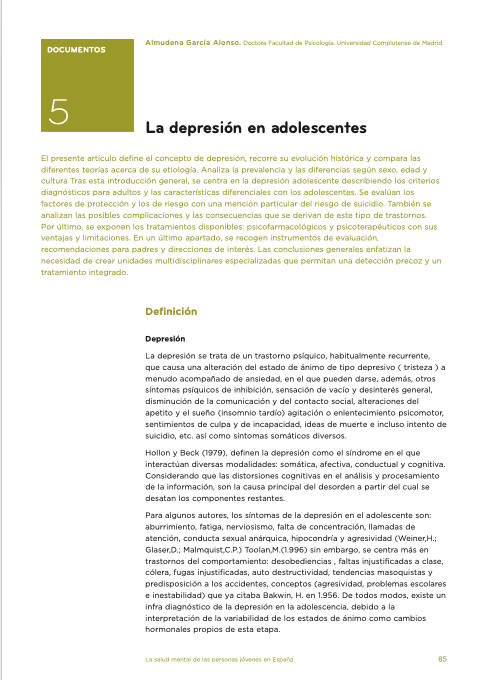 Almudena García Alonso. Doctora Facultad de Psicología, Universidad Complutense de Madrid
DOCUMENTOS
5
La depresión en adolescentes
El presente artículo define el concepto de depresión, recorre su evolución histórica y compara las
diferentes teorías acerca de su etiología. Analiza la prevalencia y las diferencias según sexo, edad y
cultura Tras esta introducción general, se centra en la depresión adolescente describiendo los criterios
diagnósticos para adultos y las características diferenciales con los adolescentes. Se evalúan los
factores de protección y los de riesgo con una mención particular del riesgo de suicidio. También se
analizan las posibles complicaciones y las consecuencias que se derivan de este tipo de trastornos.
Por último, se exponen los tratamientos disponibles: psicofarmacológicos y psicoterapéuticos con sus
ventajas y limitaciones. En un último apartado, se recogen instrumentos de evaluación,
recomendaciones para padres y direcciones de interés. Las conclusiones generales enfatizan la
necesidad de crear unidades multidisciplinares especializadas que permitan una detección precoz y un
tratamiento integrado.
Definición
Depresión
La depresión se trata de un trastorno psíquico, habitualmente recurrente,
que causa una alteración del estado de ánimo de tipo depresivo ( tristeza ) a
menudo acompañado de ansiedad, en el que pueden darse, además, otros
síntomas psíquicos de inhibición, sensación de vacío y desinterés general,
disminución de la comunicación y del contacto social, alteraciones del
apetito y el sueño (insomnio tardío) agitación o enlentecimiento psicomotor,
sentimientos de culpa y de incapacidad, ideas de muerte e incluso intento de
suicidio, etc. así como síntomas somáticos diversos.
Hollon y Beck (1979), definen la depresión como el síndrome en el que
interactúan diversas modalidades: somática, afectiva, conductual y cognitiva.
Considerando que las distorsiones cognitivas en el análisis y procesamiento
de la información, son la causa principal del desorden a partir del cual se
desatan los componentes restantes.
Para algunos autores, los síntomas de la depresión en el adolescente son:
aburrimiento, fatiga, nerviosismo, falta de concentración, llamadas de
atención, conducta sexual anárquica, hipocondría y agresividad (Weiner,H.;
Glaser,D.; Malmquist,C.P.) Toolan,M.(1.996) sin embargo, se centra más en
trastornos del comportamiento: desobediencias , faltas injustificadas a clase,
cólera, fugas injustificadas, auto destructividad, tendencias masoquistas y
predisposición a los accidentes, conceptos (agresividad, problemas escolares
e inestabilidad) que ya citaba Bakwin, H. en 1.956. De todos modos, existe un
infra diagnóstico de la depresión en la adolescencia, debido a la
interpretación de la variabilidad de los estados de ánimo como cambios
hormonales propios de esta etapa.
La salud mental de las personas jóvenes en España
85